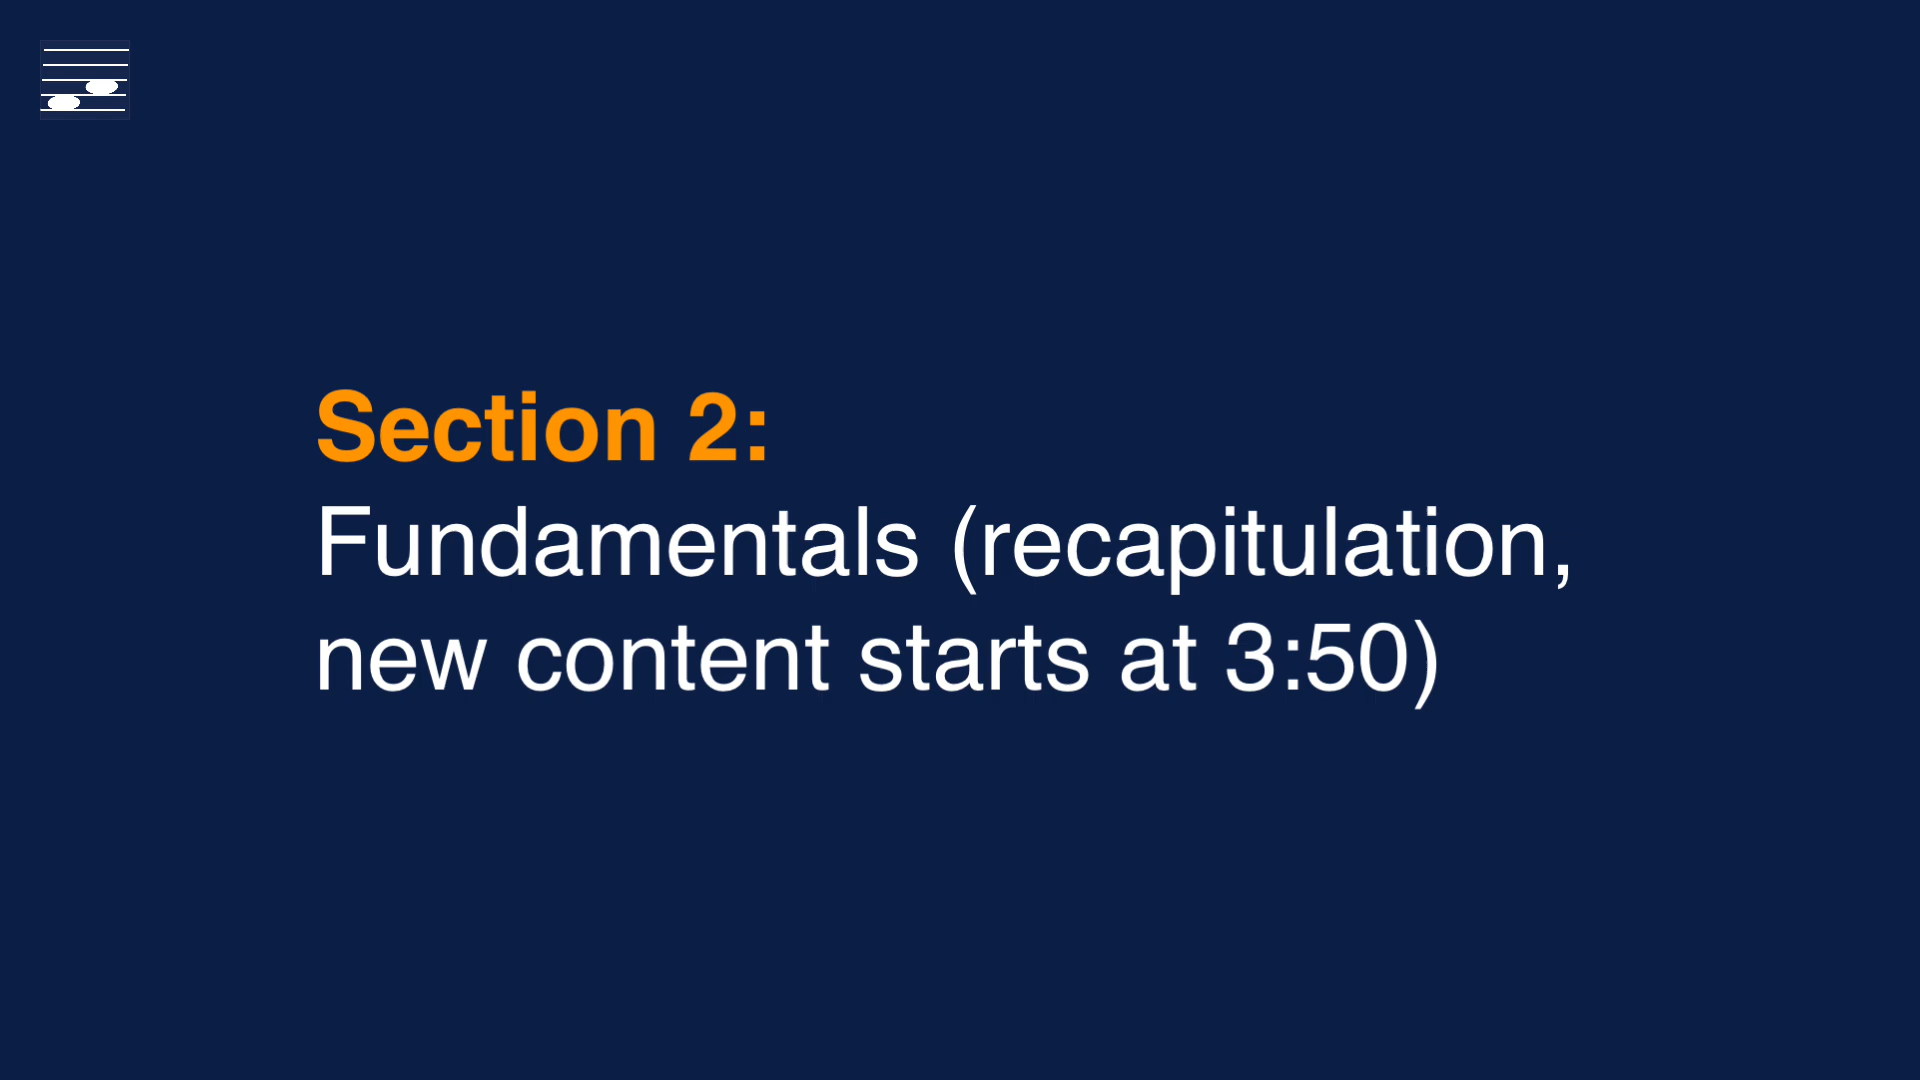 Section 2:
Fundamentals (recapitulation,
new content starts at 3:50)